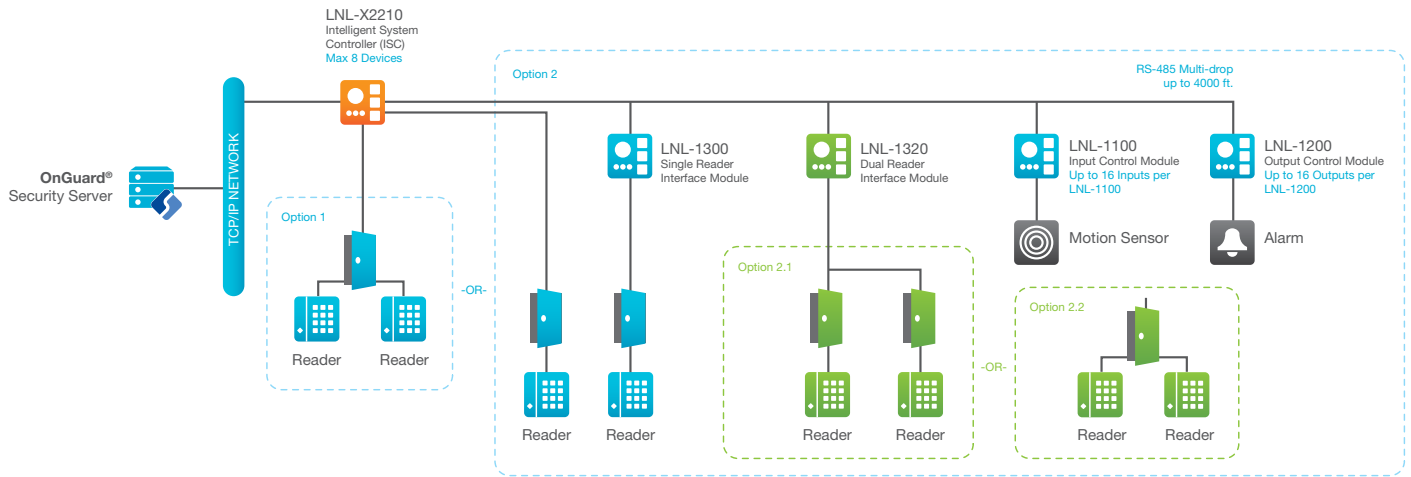 LNL-X2210
Intelligent System
Controller (ISC)
Max 8 Devices
OnGuard®
Security Server
TCP/IP NETWORK
Option 1
Reader
Reader
-OR-
Option 2
RS-485 Multi-drop
up to 4000 ft.
LNL-1300
Single Reader
Interface Module
LNL-1320
Dual Reader
Interface Module
LNL-1100
Input Control Module
Up to 16 Inputs per
LNL-1100
LNL-1200
Output Control Module
Up to 16 Outputs per
LNL-1200
Motion Sensor
Alarm
Reader
Reader
Option 2.1
Reader
Reader
-OR-
Option 2.2
Reader
Reader